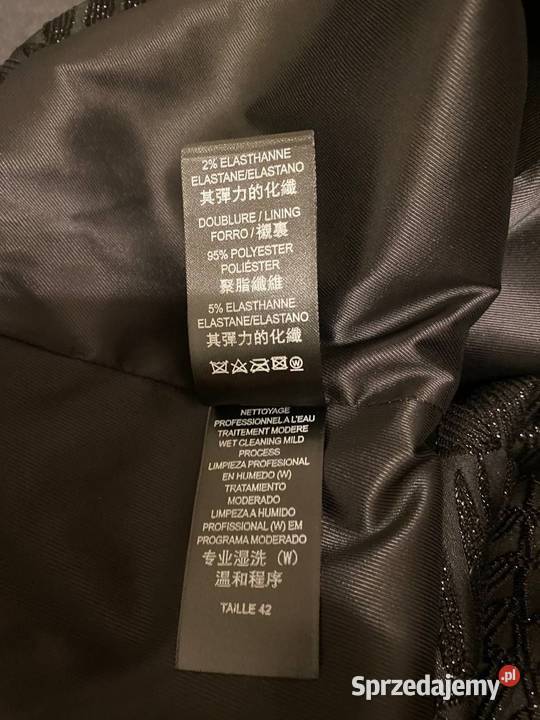 2% ELASTHANNE
ELASTANE/ELASTANO
其彈力的化纖
DOUBLURE / LINING
FORRO / 襯裏
95% POLYESTER
POLIÉSTER
聚脂纖維
5% ELASTHANNE
ELASTANE/ELASTANO
其彈力的化纖
W
NETTOYAGE
PROFESSIONNEL A L'EAU
TRAITEMENT MODERE
WET CLEANING MILD
PROCESS
LIMPIEZA PROFESIONAL
EN HUMEDO (W)
TRATAMIENTO
MODERADO
LIMPEZA A HUMIDO
PROFISSIONAL (W) EM
PROGRAMA MODERADO
专业湿洗 (W)
温和程序
TAILLE 42
Sprzedajemy.pl